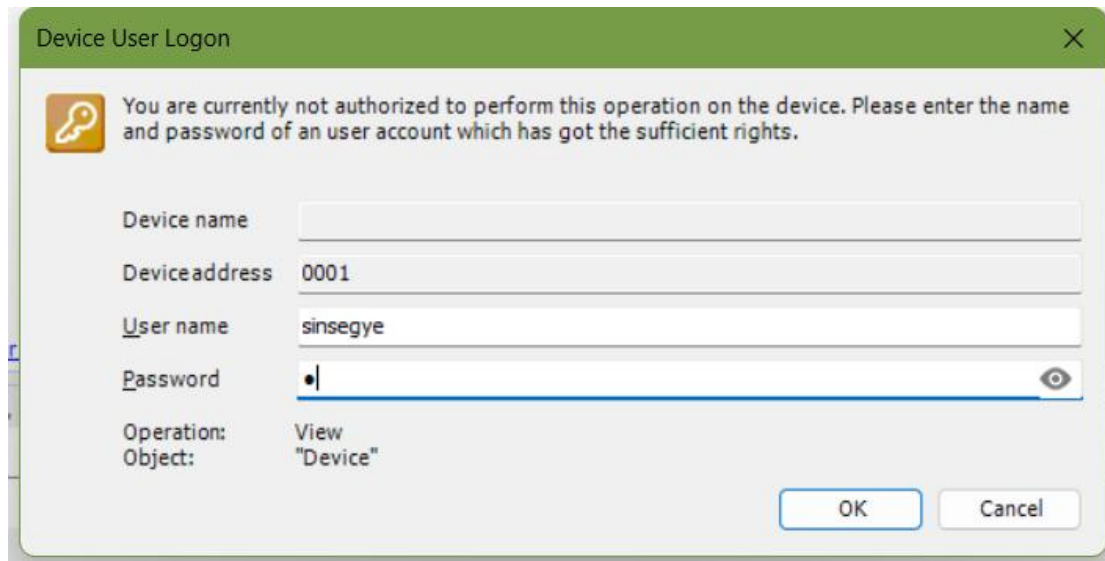 Device User Logon
You are currently not authorized to perform this operation on the device. Please enter the name
and password of an user account which has got the sufficient rights.
Device name
Device address 0001
User name sinsegye
Password ●
Operation: View
Object: "Device"
OK Cancel